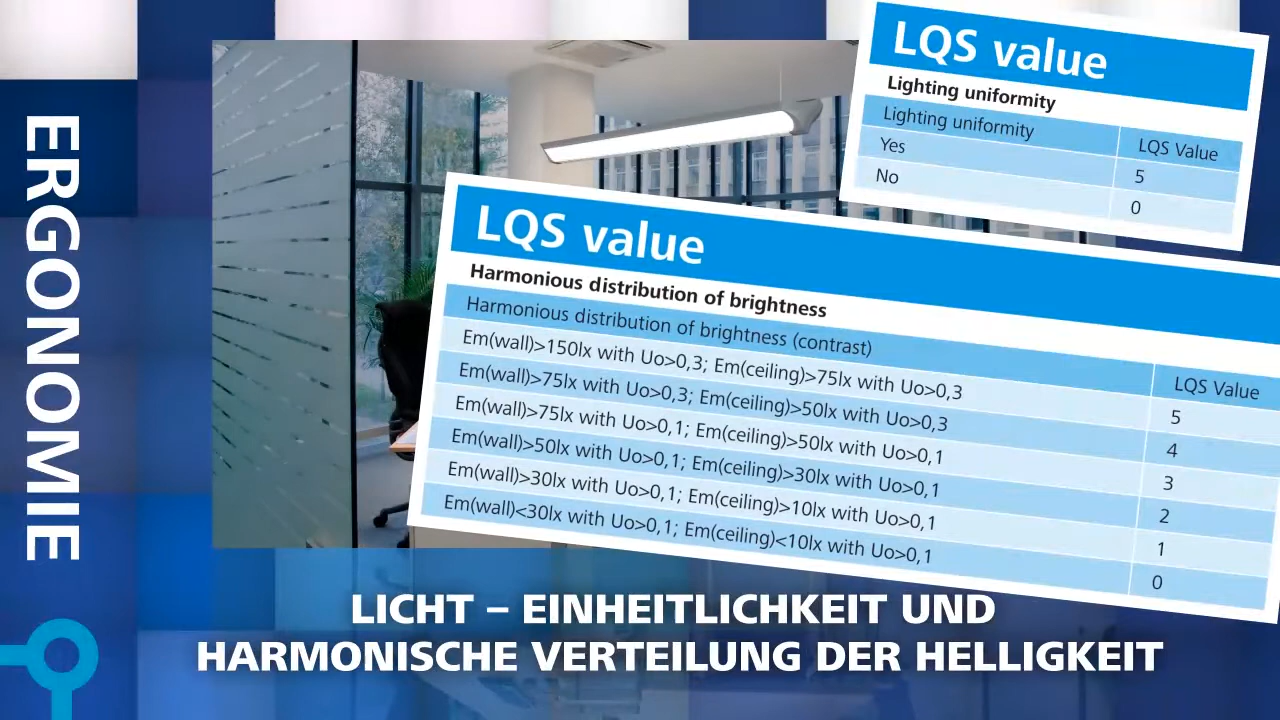 ERGONOMIE
LQS value
Lighting uniformity
Lighting uniformity LQS Value
Yes 5
No 0
LQS value
Harmonious distribution of brightness
Harmonious distribution of brightness (contrast) LQS Value
Em(wall)>150lx with Uo>0,3; Em(ceiling)>75lx with Uo>0,3 5
Em(wall)>75lx with Uo>0,3; Em(ceiling)>50lx with Uo>0,3 4
Em(wall)>75lx with Uo>0,1; Em(ceiling)>50lx with Uo>0,1 3
Em(wall)>50lx with Uo>0,1; Em(ceiling)>30lx with Uo>0,1 2
Em(wall)>30lx with Uo>0,1; Em(ceiling)>10lx with Uo>0,1 1
Em(wall)<30lx with Uo>0,1; Em(ceiling)<10lx with Uo>0,1 0
LICHT – EINHEITLICHKEIT UND
HARMONISCHE VERTEILUNG DER HELLIGKEIT